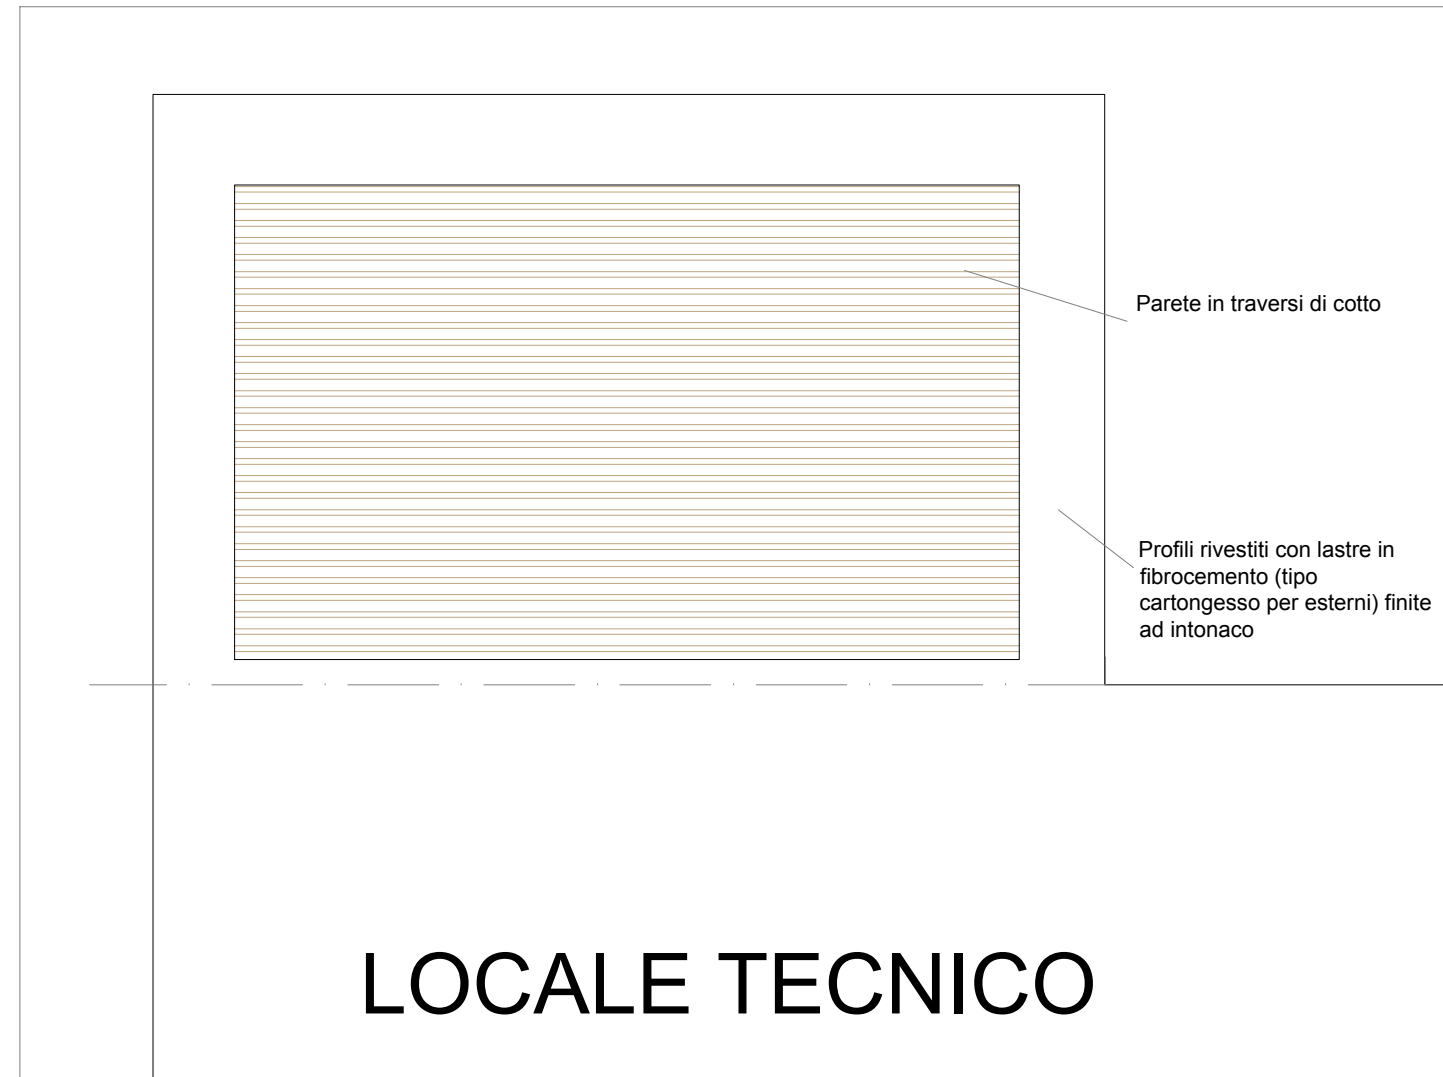 Parete in traversi di cotto
Profili rivestiti con lastre in
fibrocemento (tipo
cartongesso per esterni) finite
ad intonaco
LOCALE TECNICO